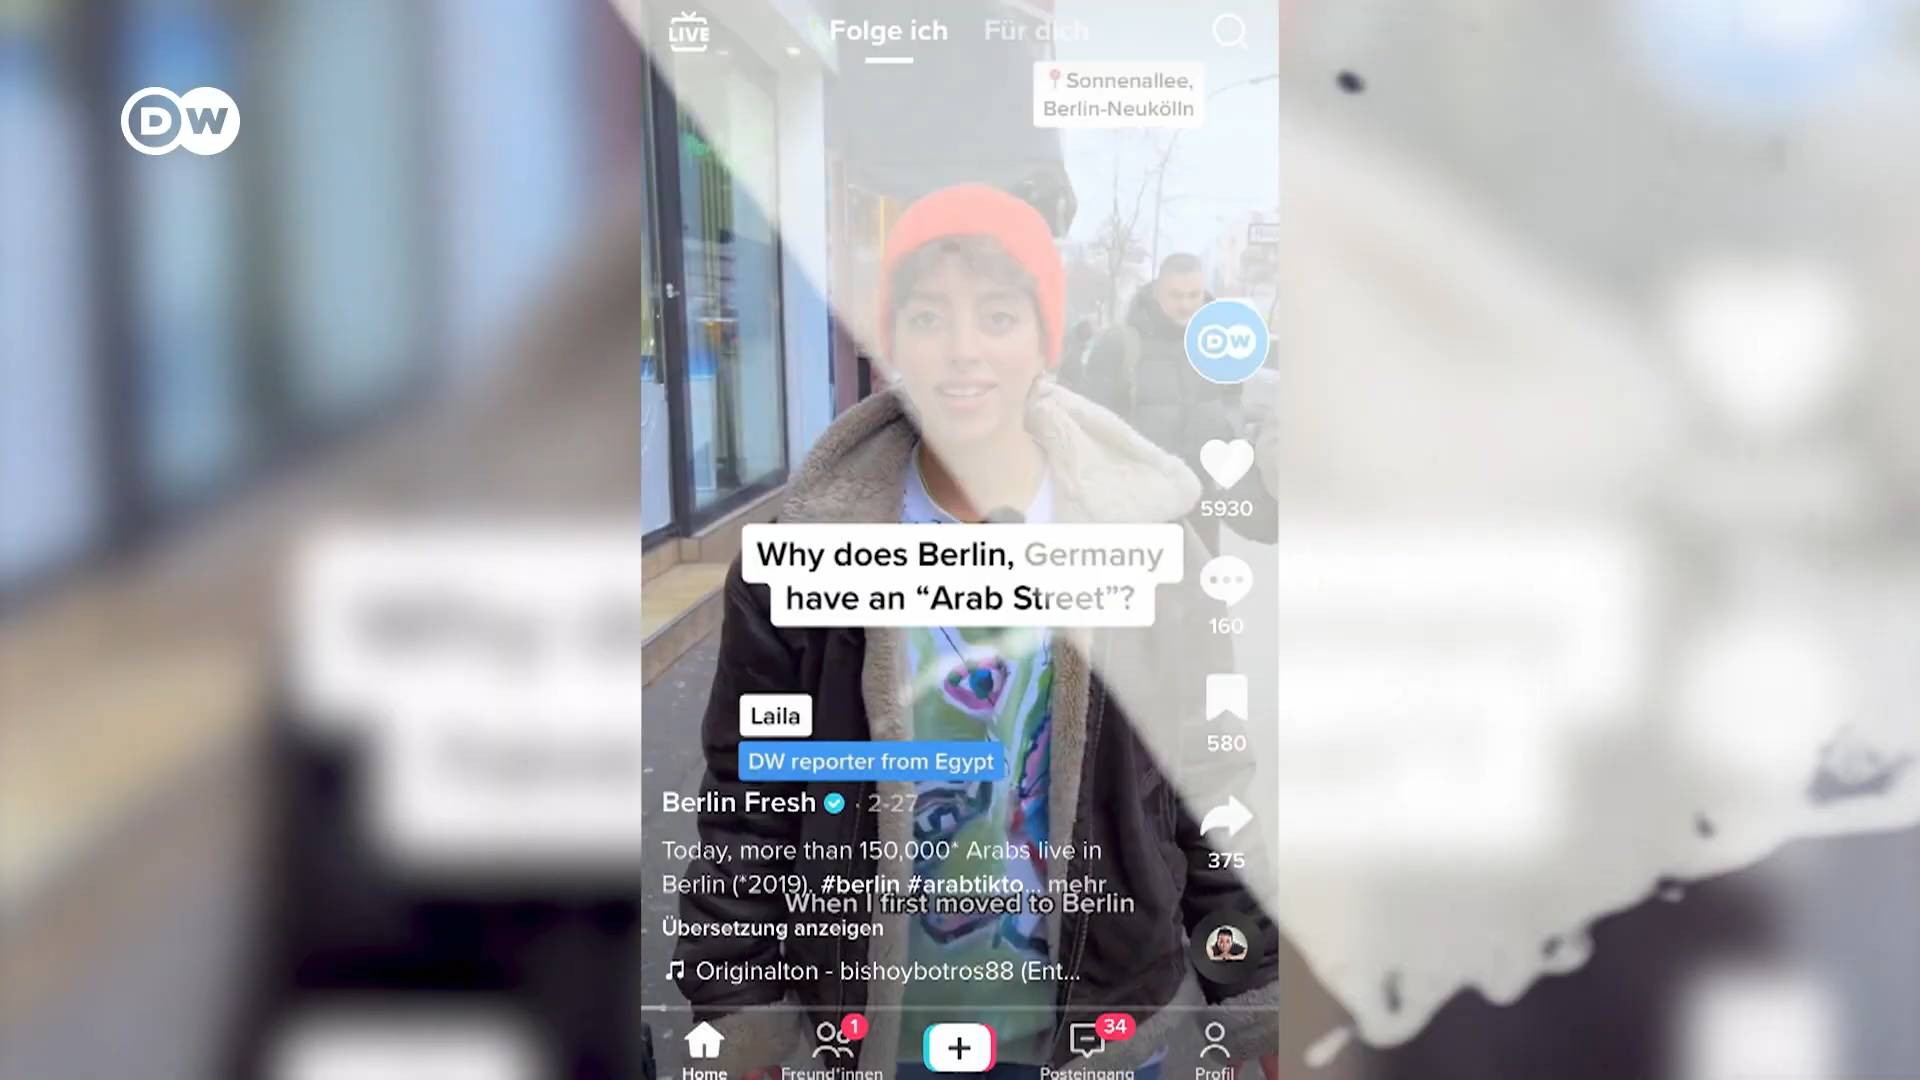 LIVE
Folge ich
Für dich
Sonnenallee,
Berlin-Neukölln
DW
DW
Why does Berlin, Germany
have an “Arab Street”?
5930
160
580
375
Laila
DW reporter from Egypt
Berlin Fresh · 2-27
Today, more than 150,000* Arabs live in
Berlin (*2019). #berlin #arabtikto... mehr
When I first moved to Berlin
Übersetzung anzeigen
Originalton - bishoybotros88 (Ent...
1
34
Home
Freund*innen
Posteingang
Profil